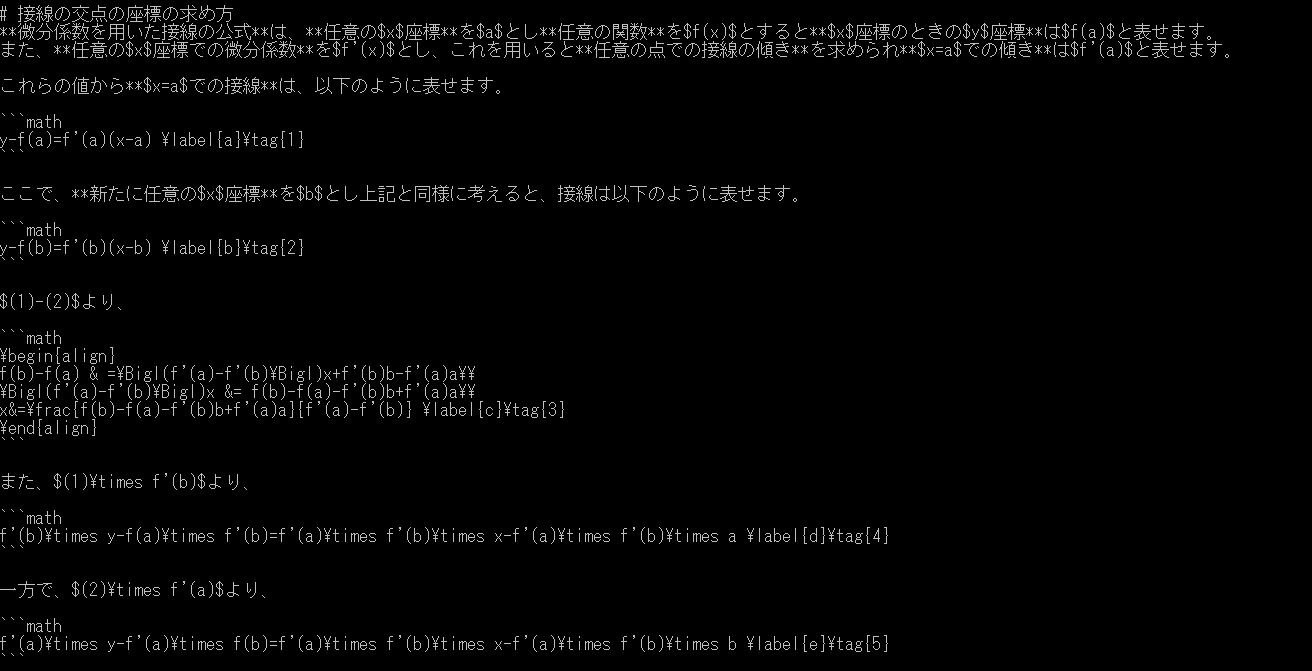 # 接線の交点の座標の求め方
**微分係数を用いた接線の公式**は、**任意の$x$座標**を$a$とし**任意の関数**を$f(x)$とすると**$x$座標のときの$y$座標**は$f(a)$と表せます。
また、**任意の$x$座標での微分係数**を$f'(x)$とし、これを用いると**任意の点での接線の傾き**を求められ**$x=a$での傾き**は$f'(a)$と表せます。
これらの値から**$x=a$での接線**は、以下のように表せます。
```math
y-f(a)=f'(a)(x-a) ¥label{a}¥tag{1}
```
ここで、**新たに任意の$x$座標**を$b$とし上記と同様に考えると、接線は以下のように表せます。
```math
y-f(b)=f'(b)(x-b) ¥label{b}¥tag{2}
```
$(1)-(2)$より、
```math
¥begin{align}
f(b)-f(a) & =¥Bigl(f'(a)-f'(b)¥Bigl)x+f'(b)b-f'(a)a¥¥
¥Bigl(f'(a)-f'(b)¥Bigl)x &= f(b)-f(a)-f'(b)b+f'(a)a¥¥
x&=¥frac{f(b)-f(a)-f'(b)b+f'(a)a}{f'(a)-f'(b)} ¥label{c}¥tag{3}
¥end{align}
```
また、$(1)¥times f'(b)$より、
```math
f'(b)¥times y-f(a)¥times f'(b)=f'(a)¥times f'(b)¥times x-f'(a)¥times f'(b)¥times a ¥label{d}¥tag{4}
```
一方で、$(2)¥times f'(a)$より、
```math
f'(a)¥times y-f'(a)¥times f(b)=f'(a)¥times f'(b)¥times x-f'(a)¥times f'(b)¥times b ¥label{e}¥tag{5}
```